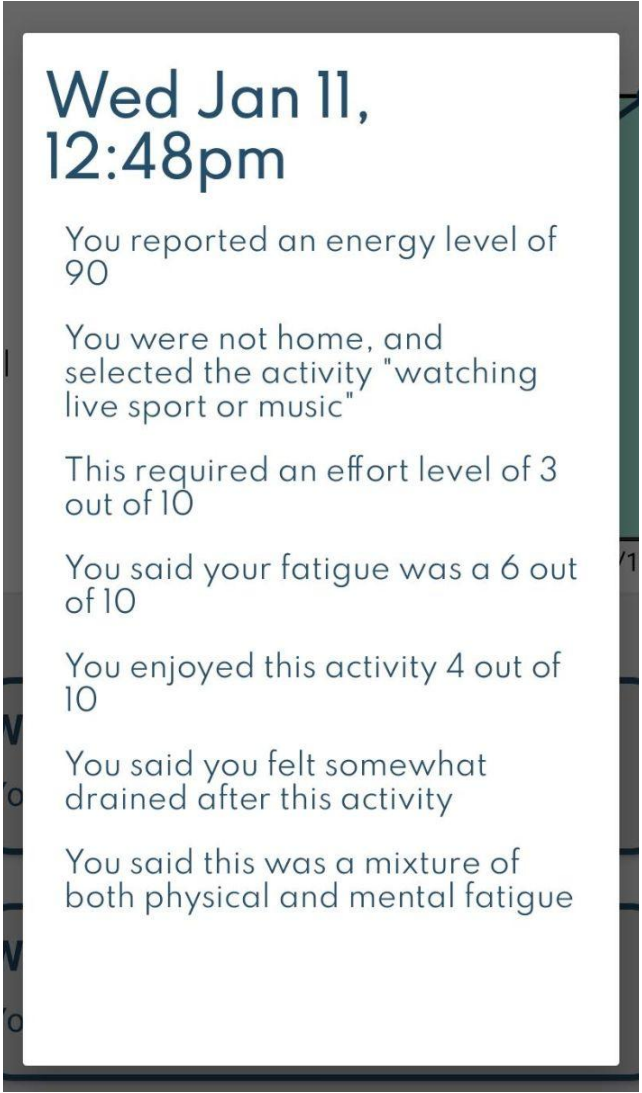 Wed Jan 11,
12:48pm
You reported an energy level of
90
You were not home, and
selected the activity "watching
live sport or music"
This required an effort level of 3
out of 10
You said your fatigue was a 6 out
of 10
You enjoyed this activity 4 out of
10
You said you felt somewhat
drained after this activity
You said this was a mixture of
both physical and mental fatigue